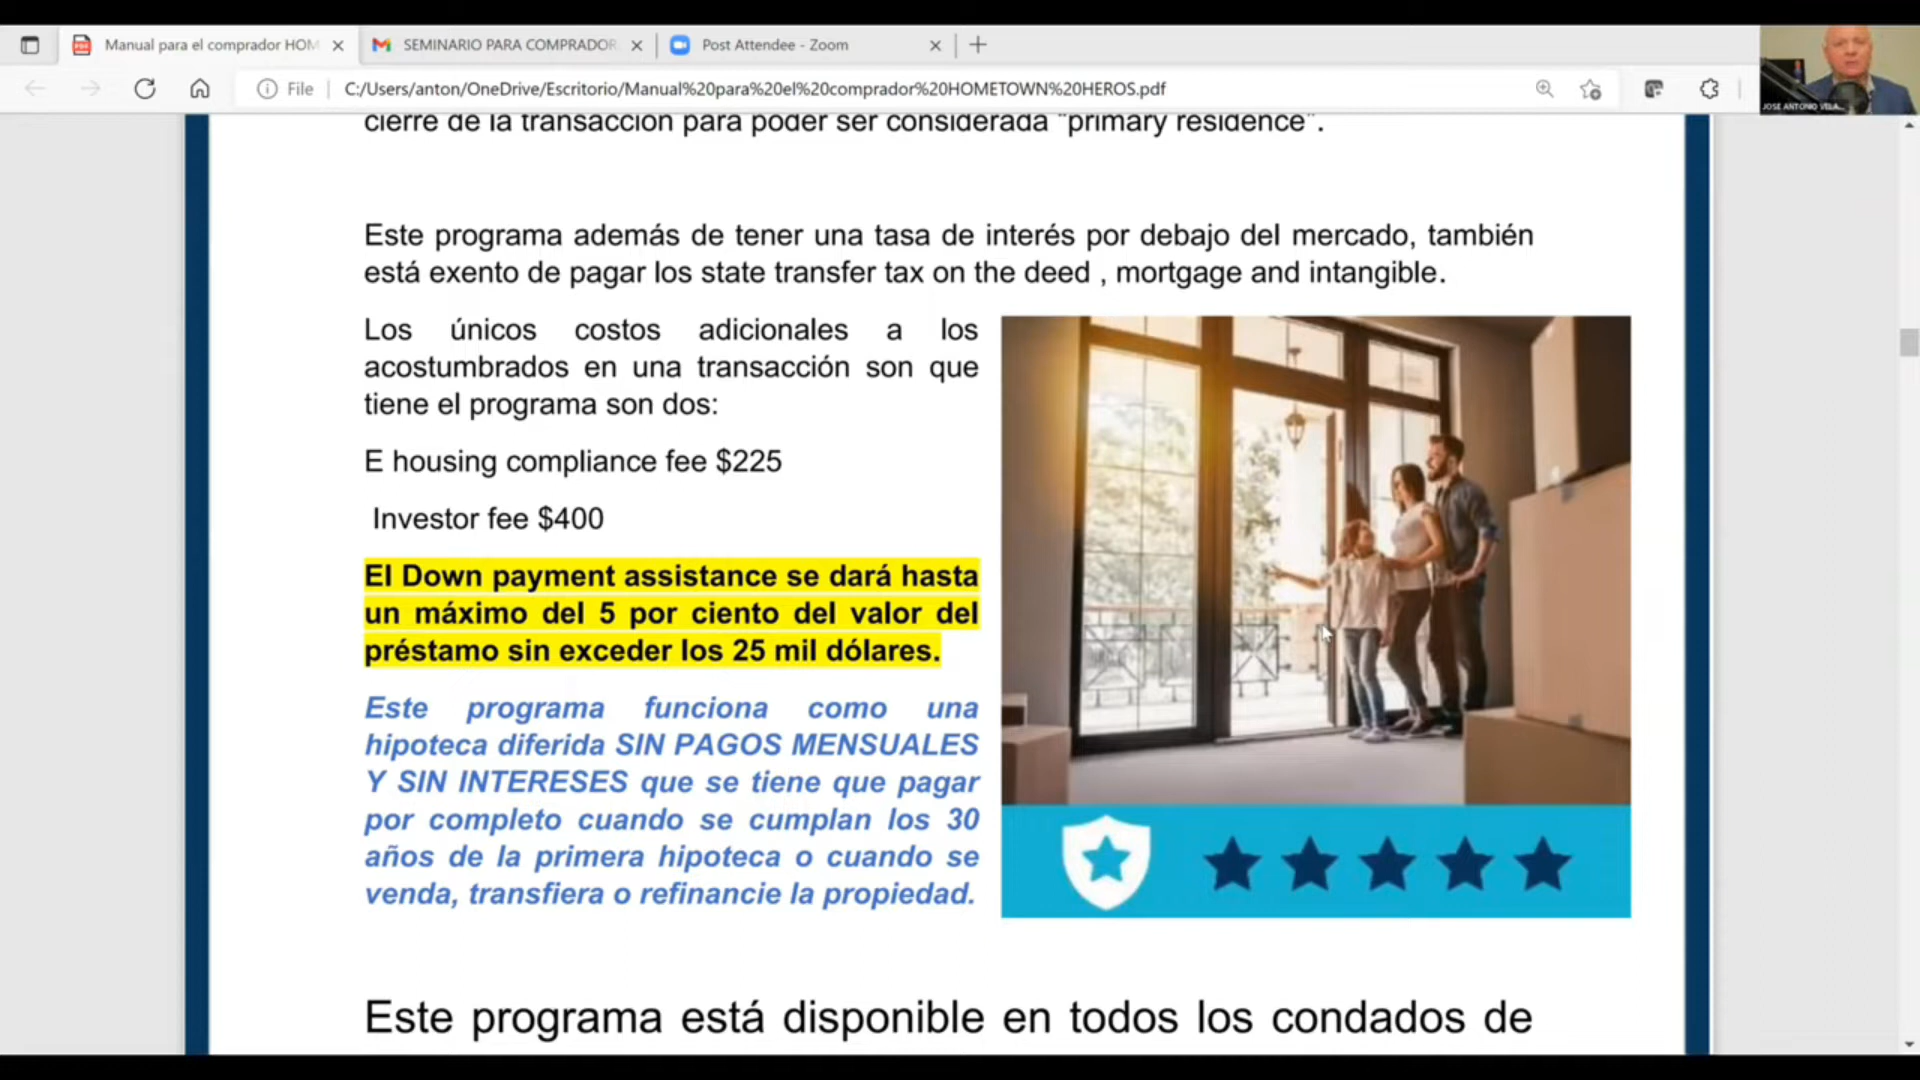 Manual para el comprador HOM
SEMINARIO PARA COMPRADOR
Post Attendee - Zoom
File
C:/Users/anton/OneDrive/Escritorio/Manual%20para%20el%20comprador%20HOMETOWN%20HEROS.pdf
JOSE ANTONIO VELA...
cierre de la transacción para poder ser considerada "primary residence".
Este programa además de tener una tasa de interés por debajo del mercado, también
está exento de pagar los state transfer tax on the deed , mortgage and intangible.
Los únicos costos adicionales a los
acostumbrados en una transacción son que
tiene el programa son dos:
E housing compliance fee $225
Investor fee $400
El Down payment assistance se dará hasta
un máximo del 5 por ciento del valor del
préstamo sin exceder los 25 mil dólares.
Este programa funciona como una
hipoteca diferida SIN PAGOS MENSUALES
Y SIN INTERESES que se tiene que pagar
por completo cuando se cumplan los 30
años de la primera hipoteca o cuando se
venda, transfiera o refinancie la propiedad.
Este programa está disponible en todos los condados de